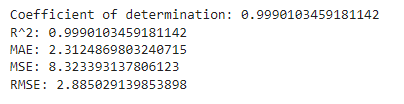 Coefficient of determination: 0.9990103459181142
R^2: 0.9990103459181142
MAE: 2.3124869803240715
MSE: 8.323393137806123
RMSE: 2.885029139853898